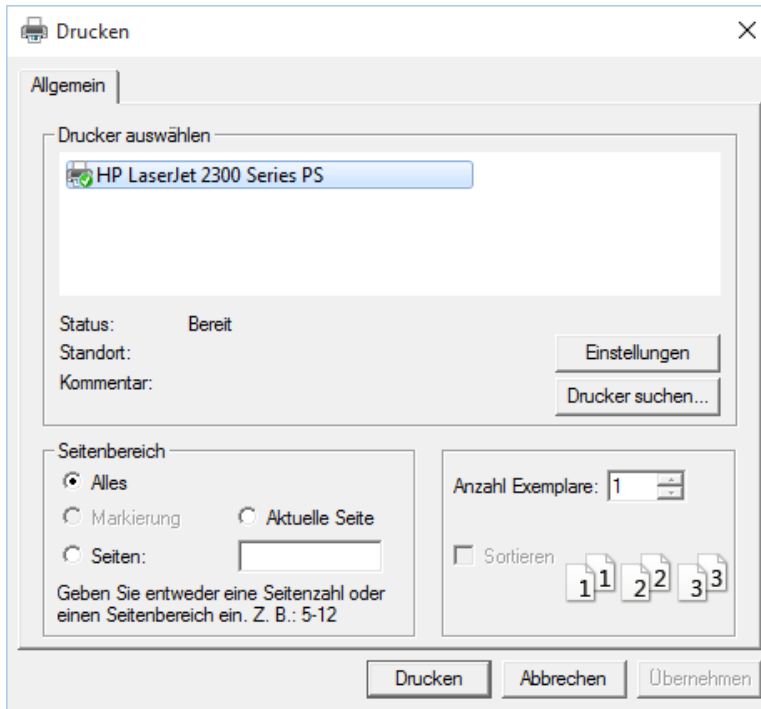 Drucken
Allgemein
Drucker auswählen
HP LaserJet 2300 Series PS
Status: Bereit
Standort:
Kommentar:
Einstellungen
Drucker suchen...
Seitenbereich
Alles
Markierung
Aktuelle Seite
Seiten:
Geben Sie entweder eine Seitenzahl oder
einen Seitenbereich ein. Z. B.: 5-12
Anzahl Exemplare: 1
Sortieren
1 1 2 2 3 3
Drucken
Abbrechen
Übernehmen